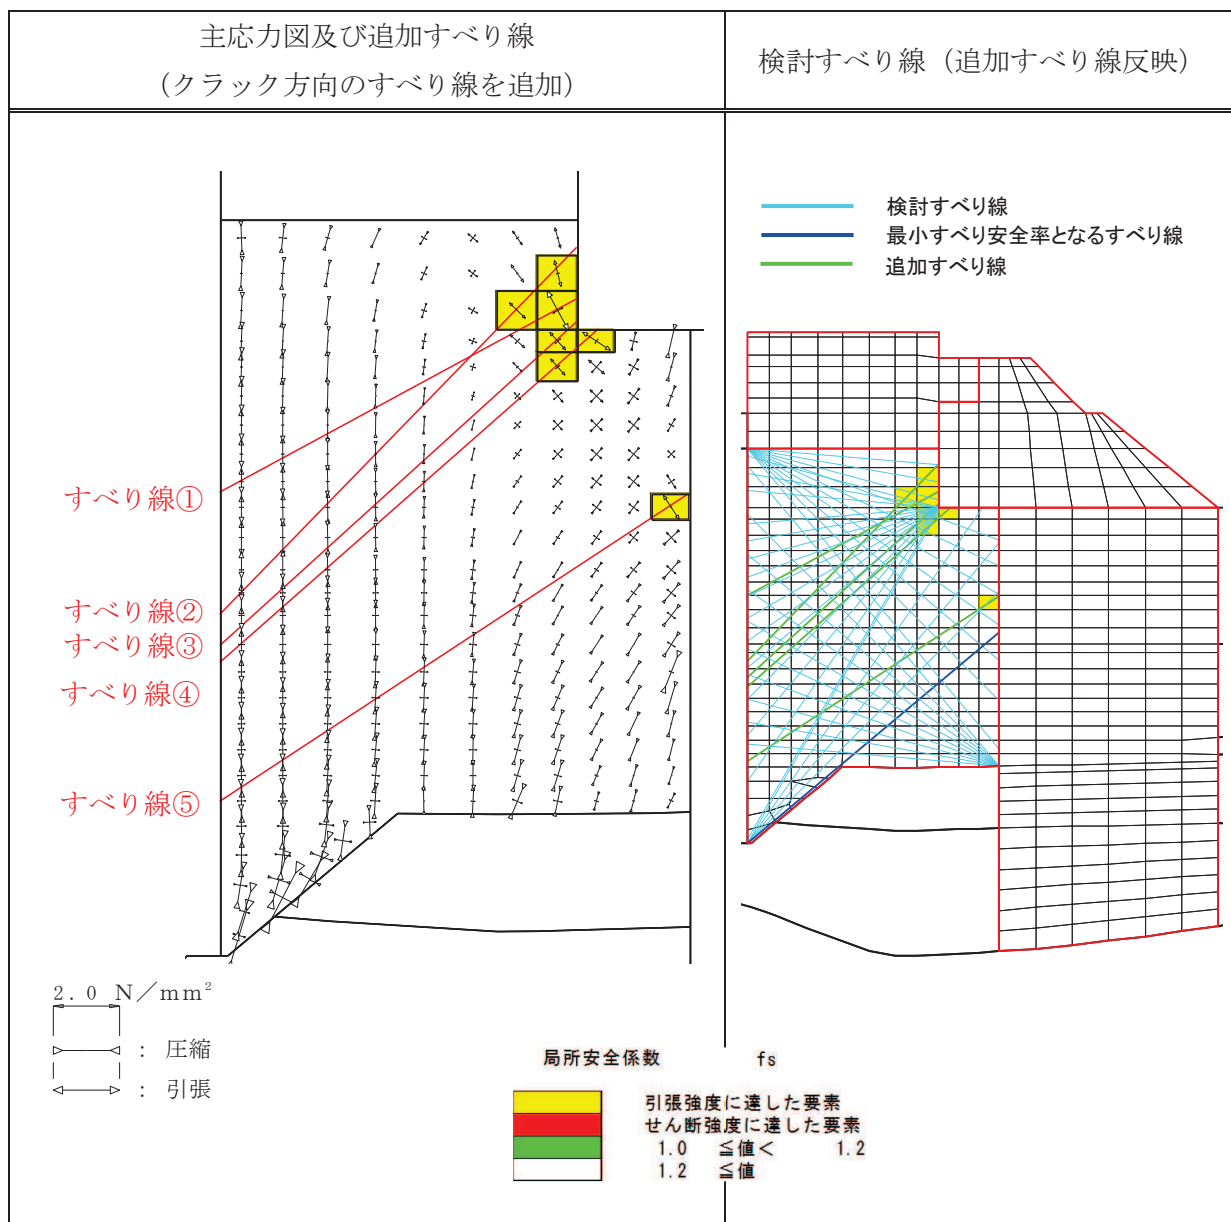 主応力図及び追加すべり線
（クラック方向のすべり線を追加）
検討すべり線（追加すべり線反映）
検討すべり線
最小すべり安全率となるすべり線
追加すべり線
すべり線①
すべり線②
すべり線③
すべり線④
すべり線⑤
2.0 N／mm²
： 圧縮
： 引張
局所安全係数 fs
引張強度に達した要素
せん断強度に達した要素
1.0 ≦値＜ 1.2
1.2 ≦値